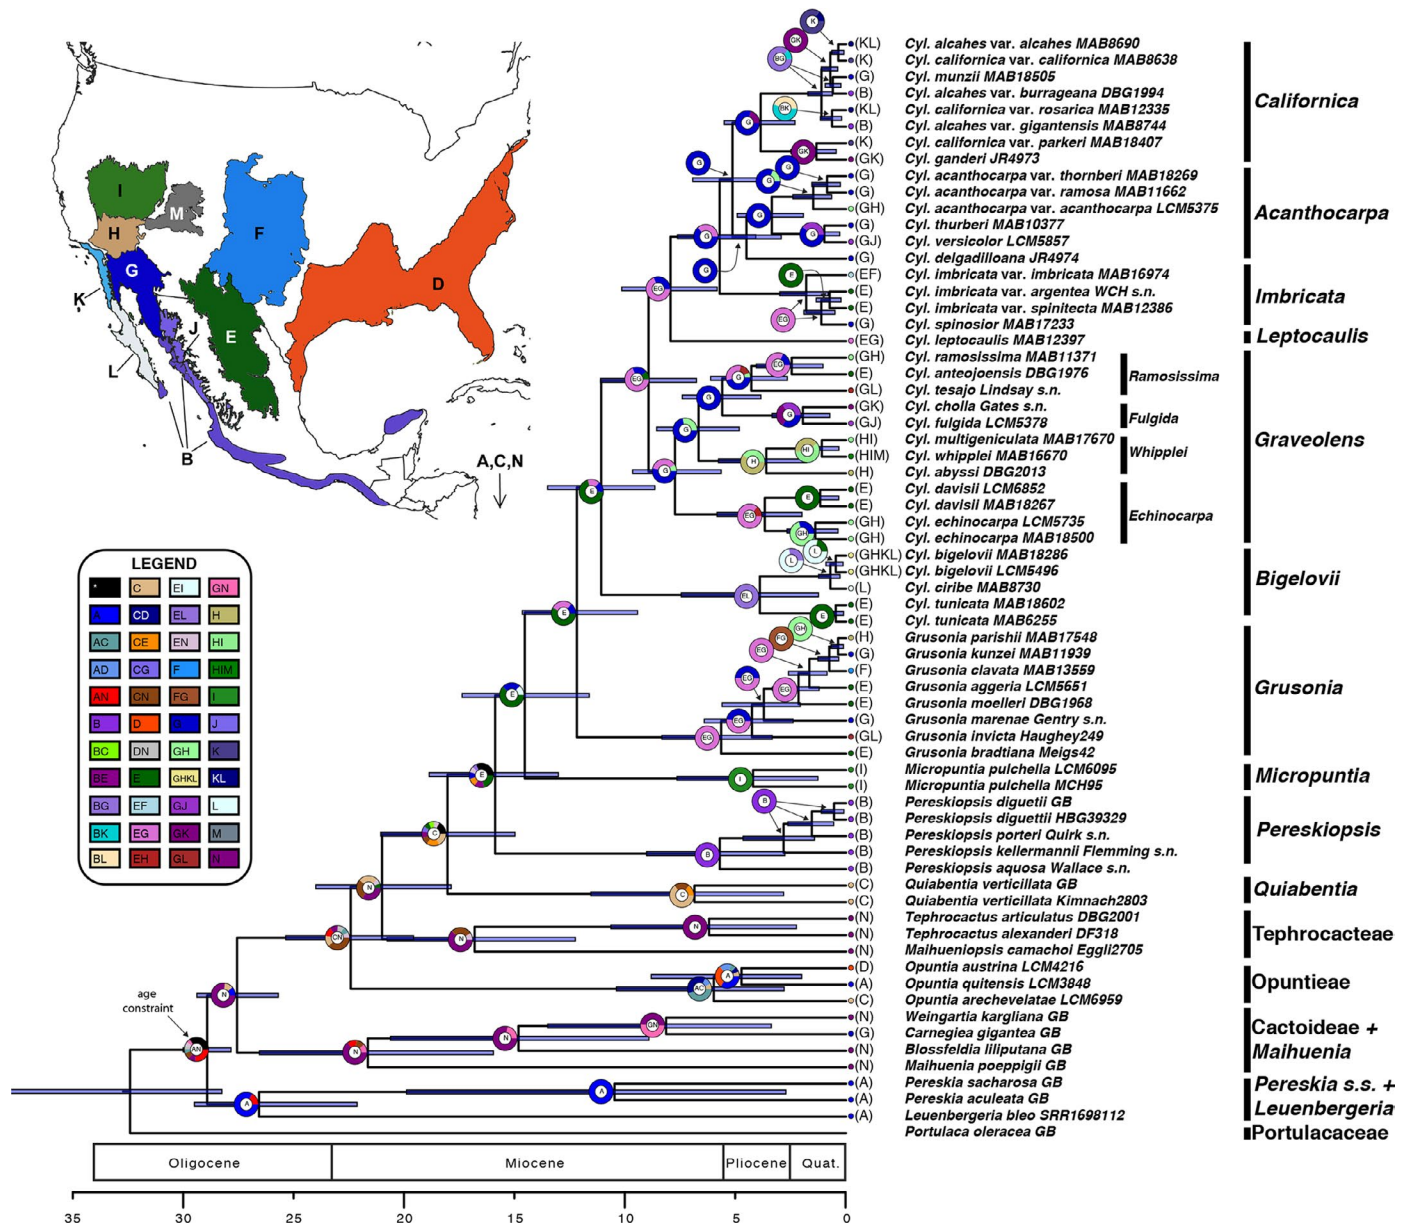 I
M
H
F
G
D
K
E
J
L
B
A,C,N
LEGEND
* C EI GN
A CD EL H
AC CE EN HI
AD CG F HIM
AN CN FG I
B D G J
BC DN GH K
BE E GHKL KL
BG EF GJ L
BK EG GK M
BL EH GL N
(KL) Cyl. alcahes var. alcahes MAB8690
(K) Cyl. californica var. californica MAB8638
(G) Cyl. munzii MAB18505
(B) Cyl. alcahes var. burrageana DBG1994
(KL) Cyl. californica var. rosarica MAB12335
(B) Cyl. alcahes var. gigantensis MAB8744
(K) Cyl. californica var. parkeri MAB18407
(GK) Cyl. ganderi JR4973
Californica
(G) Cyl. acanthocarpa var. thornberi MAB18269
(G) Cyl. acanthocarpa var. ramosa MAB11662
(GH) Cyl. acanthocarpa var. acanthocarpa LCM5375
(G) Cyl. thurberi MAB10377
(GJ) Cyl. versicolor LCM5857
(G) Cyl. delgadilloana JR4974
Acanthocarpa
(EF) Cyl. imbricata var. imbricata MAB16974
(E) Cyl. imbricata var. argentea WCH s.n.
(E) Cyl. imbricata var. spinitecta MAB12386
(G) Cyl. spinosior MAB17233
Imbricata
(EG) Cyl. leptocaulis MAB12397
Leptocaulis
(GH) Cyl. ramosissima MAB11371
(E) Cyl. anteojoensis DBG1976
(GL) Cyl. tesajo Lindsay s.n.
Ramosissima
(GK) Cyl. cholla Gates s.n.
(GJ) Cyl. fulgida LCM5378
Fulgida
(HI) Cyl. multigeniculata MAB17670
(HIM) Cyl. whipplei MAB16670
(H) Cyl. abyssi DBG2013
Whipplei
(E) Cyl. davisii LCM6852
(E) Cyl. davisii MAB18267
(GH) Cyl. echinocarpa LCM5735
(GH) Cyl. echinocarpa MAB18500
Echinocarpa
Graveolens
(GHKL) Cyl. bigelovii MAB18286
(GHKL) Cyl. bigelovii LCM5496
(L) Cyl. ciribe MAB8730
(E) Cyl. tunicata MAB18602
(E) Cyl. tunicata MAB6255
Bigelovii
(H) Grusonia parishii MAB17548
(G) Grusonia kunzei MAB11939
(F) Grusonia clavata MAB13559
(E) Grusonia aggeria LCM5651
(E) Grusonia moelleri DBG1968
(G) Grusonia marenae Gentry s.n.
(GL) Grusonia invicta Haughey249
(E) Grusonia bradtiana Meigs42
Grusonia
(I) Micropuntia pulchella LCM6095
(I) Micropuntia pulchella MCH95
Micropuntia
(B) Pereskiopsis diguetii GB
(B) Pereskiopsis diguettii HBG39329
(B) Pereskiopsis porteri Quirk s.n.
(B) Pereskiopsis kellermannii Flemming s.n.
(B) Pereskiopsis aquosa Wallace s.n.
Pereskiopsis
(C) Quiabentia verticillata GB
(C) Quiabentia verticillata Kimnach2803
Quiabentia
(N) Tephrocactus articulatus DBG2001
(N) Tephrocactus alexanderi DF318
(N) Maihueniopsis camachoi Eggli2705
Tephrocacteae
(D) Opuntia austrina LCM4216
(A) Opuntia quitensis LCM3848
(C) Opuntia arechevelatae LCM6959
Opuntieae
(N) Weingartia kargliana GB
(G) Carnegiea gigantea GB
(N) Blossfeldia liliputana GB
(N) Maihuenia poeppigii GB
Cactoideae +
Maihuenia
(A) Pereskia sacharosa GB
(A) Pereskia aculeata GB
(A) Leuenbergeria bleo SRR1698112
Pereskia s.s. +
Leuenbergeria
Portulaca oleracea GB
Portulacaceae
age
constraint
Oligocene Miocene Pliocene Quat.
35 30 25 20 15 10 5 0